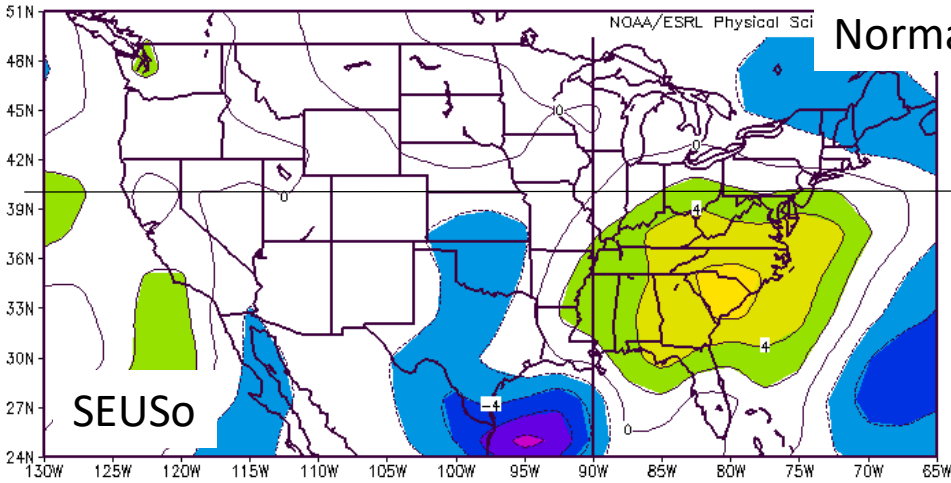 51N
NOAA/ESRL Physical Sci
Norma
48N
45N
0
42N
0
39N
0
4
36N
33N
30N
4
27N
-4
SEUSo
0
24N
130W 125W 120W 115W 110W 105W 100W 95W 90W 85W 80W 75W 70W 65W